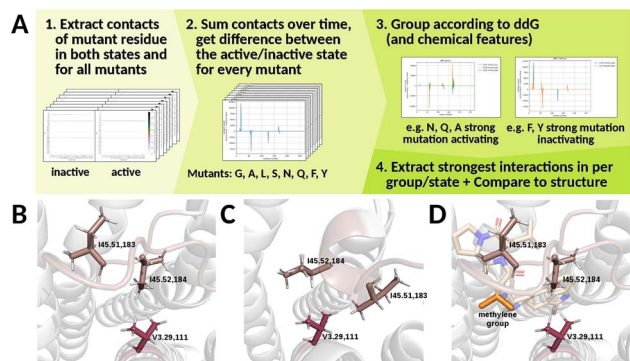 A
1. Extract contacts
of mutant residue
in both states and
for all mutants
inactive
active
2. Sum contacts over time,
get difference between
the active/inactive state
for every mutant
Mutants: G, A, L, S, N, Q, F, Y
3. Group according to ddG
(and chemical features)
e.g. N, Q, A strong
mutation activating
e.g. F, Y strong mutation
inactivating
4. Extract strongest interactions in per
group/state + Compare to structure
B
I45.51,183
I45.52,184
V3.29,111
C
I45.52,184
I45.51,183
V3.29,111
D
I45.51,183
I45.52,184
methylene
group
V3.29,111